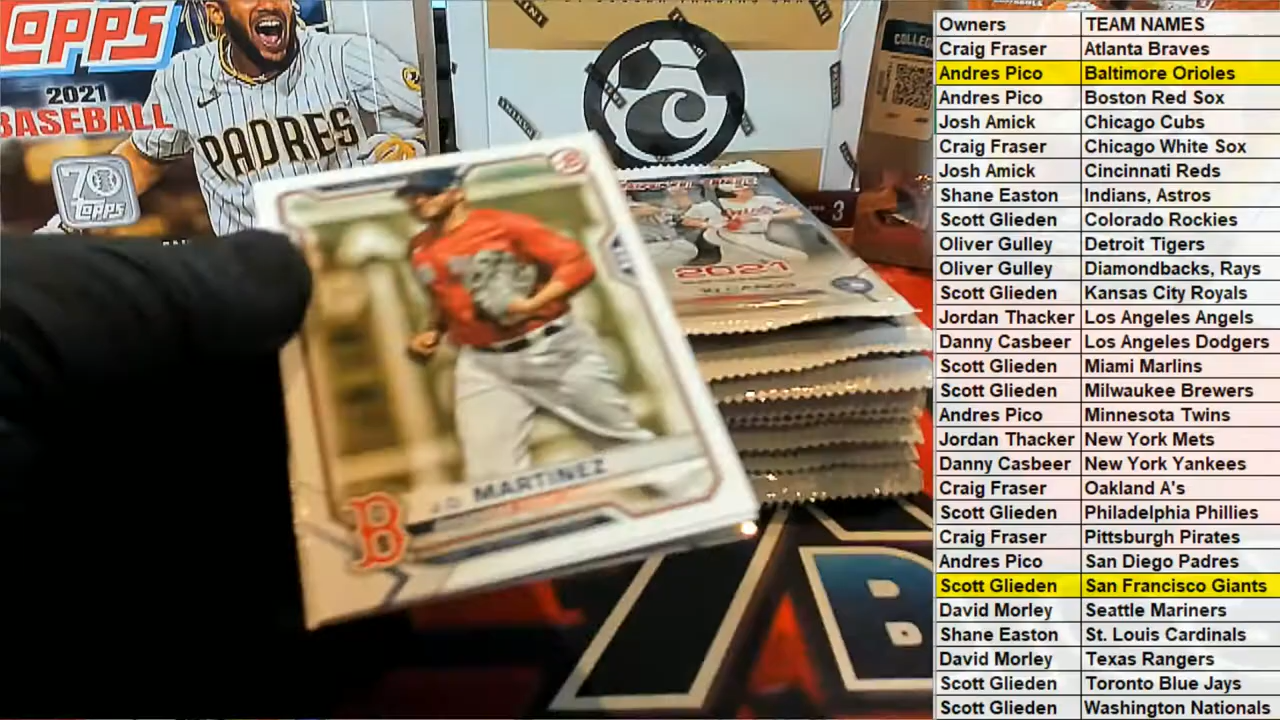 TOPPS
2021
BASEBALL
70
TOPPS
PADRES
COLLEG
3
2021
J.D. MARTINEZ
B
B
Owners TEAM NAMES
Craig Fraser Atlanta Braves
Andres Pico Baltimore Orioles
Andres Pico Boston Red Sox
Josh Amick Chicago Cubs
Craig Fraser Chicago White Sox
Josh Amick Cincinnati Reds
Shane Easton Indians, Astros
Scott Glieden Colorado Rockies
Oliver Gulley Detroit Tigers
Oliver Gulley Diamondbacks, Rays
Scott Glieden Kansas City Royals
Jordan Thacker Los Angeles Angels
Danny Casbeer Los Angeles Dodgers
Scott Glieden Miami Marlins
Scott Glieden Milwaukee Brewers
Andres Pico Minnesota Twins
Jordan Thacker New York Mets
Danny Casbeer New York Yankees
Craig Fraser Oakland A's
Scott Glieden Philadelphia Phillies
Craig Fraser Pittsburgh Pirates
Andres Pico San Diego Padres
Scott Glieden San Francisco Giants
David Morley Seattle Mariners
Shane Easton St. Louis Cardinals
David Morley Texas Rangers
Scott Glieden Toronto Blue Jays
Scott Glieden Washington Nationals